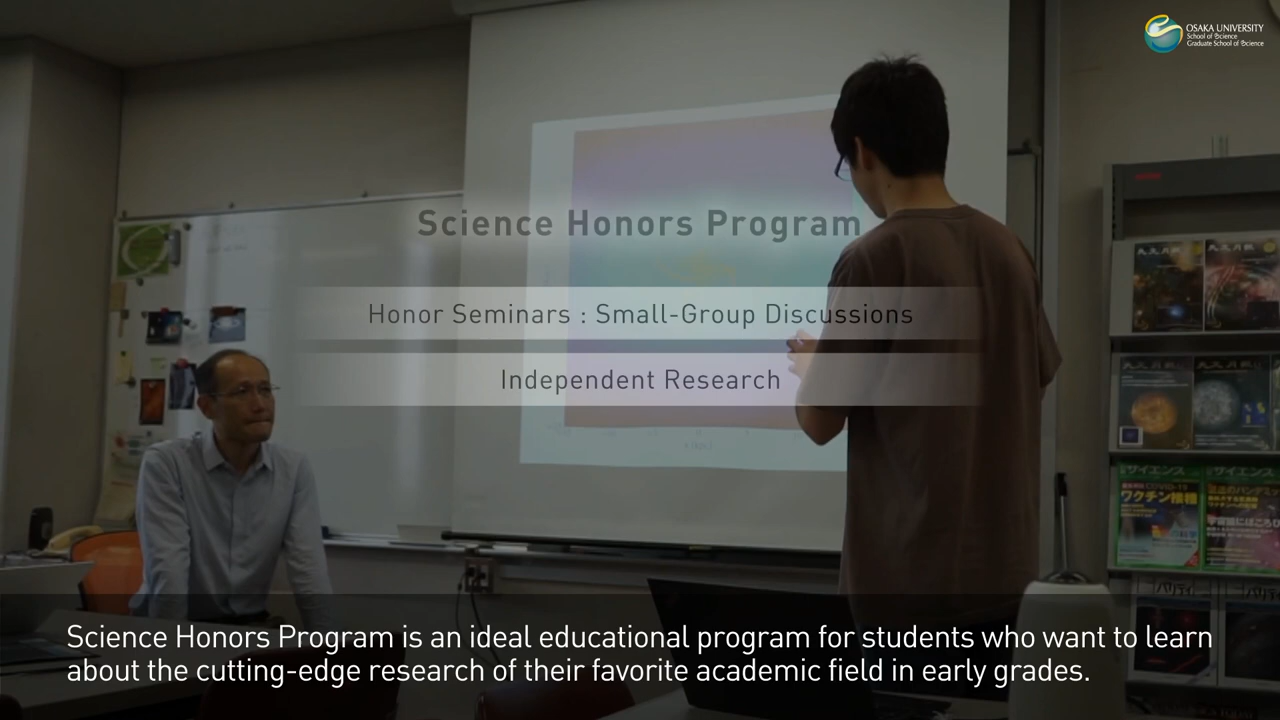 OSAKA UNIVERSITY
School of Science
Graduate School of Science
Science Honors Program
Honor Seminars : Small-Group Discussions
Independent Research
サイエンス
ワクチン接種
サイエンス
Science Honors Program is an ideal educational program for students who want to learn
about the cutting-edge research of their favorite academic field in early grades.